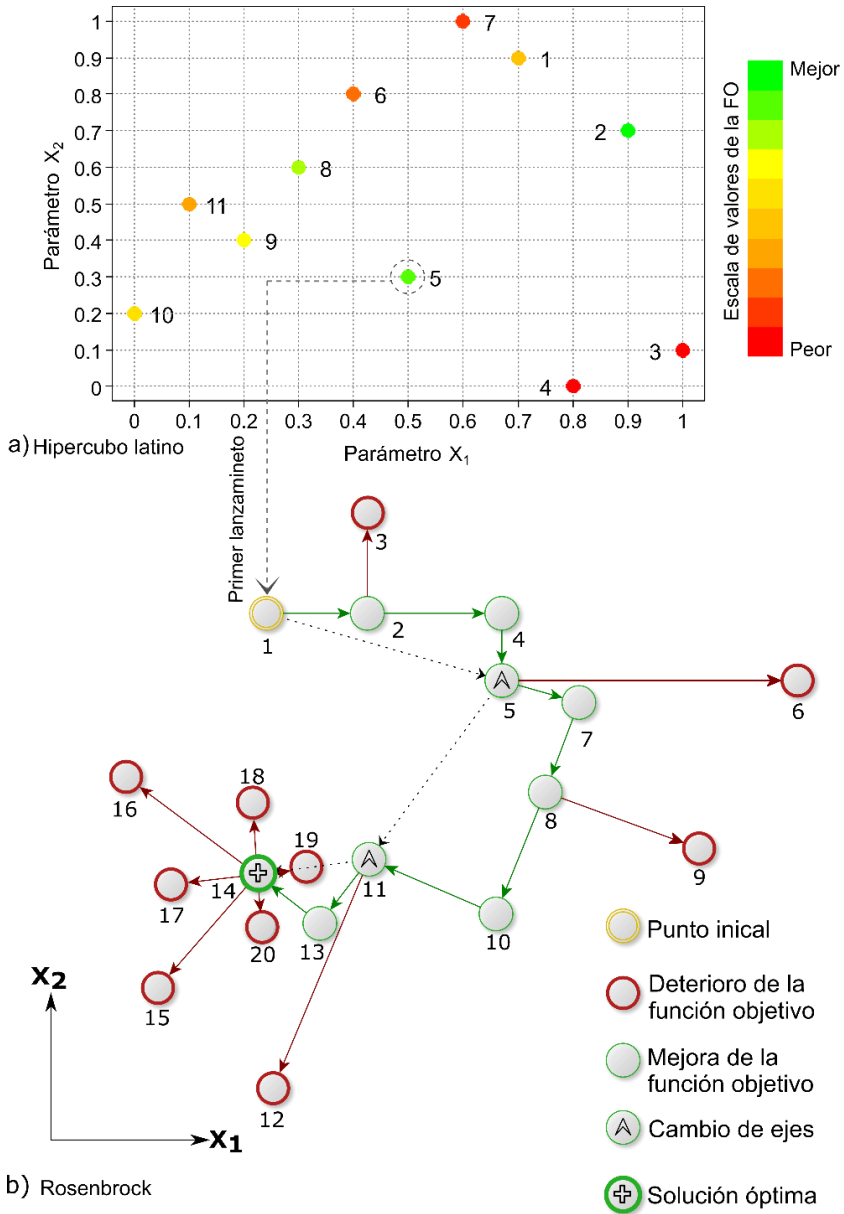 1
0.9
0.8
0.7
0.6
0.5
0.4
0.3
0.2
0.1
0
Parámetro X2
7
1
6
2
8
11
9
5
10
3
4
0 0.1 0.2 0.3 0.4 0.5 0.6 0.7 0.8 0.9 1
Parámetro X1
Escala de valores de la FO
Mejor
Peor
a) Hipercubo latino
Primer lanzamineto
3
1
2
4
5
6
7
8
9
10
11
12
13
14
15
16
17
18
19
20
X2
X1
Punto inical
Deterioro de la
función objetivo
Mejora de la
función objetivo
Cambio de ejes
Solución óptima
b) Rosenbrock